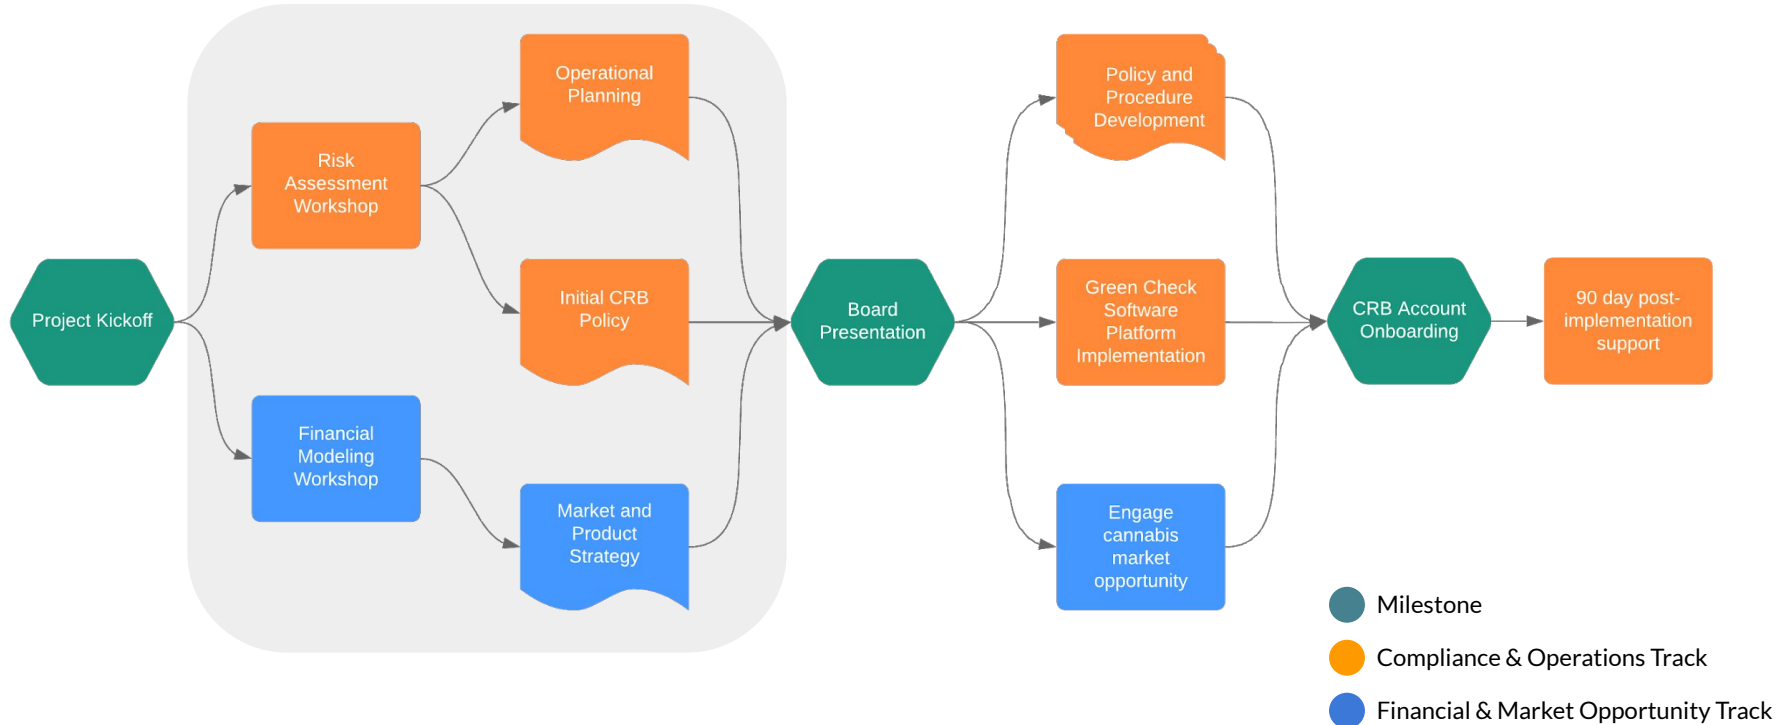 Project Kickoff
Risk
Assessment
Workshop
Financial
Modeling
Workshop
Operational
Planning
Initial CRB
Policy
Market and
Product
Strategy
Board
Presentation
Policy and
Procedure
Development
Green Check
Software
Platform
Implementation
Engage
cannabis
market
opportunity
CRB Account
Onboarding
90 day post-
implementation
support
Milestone
Compliance & Operations Track
Financial & Market Opportunity Track